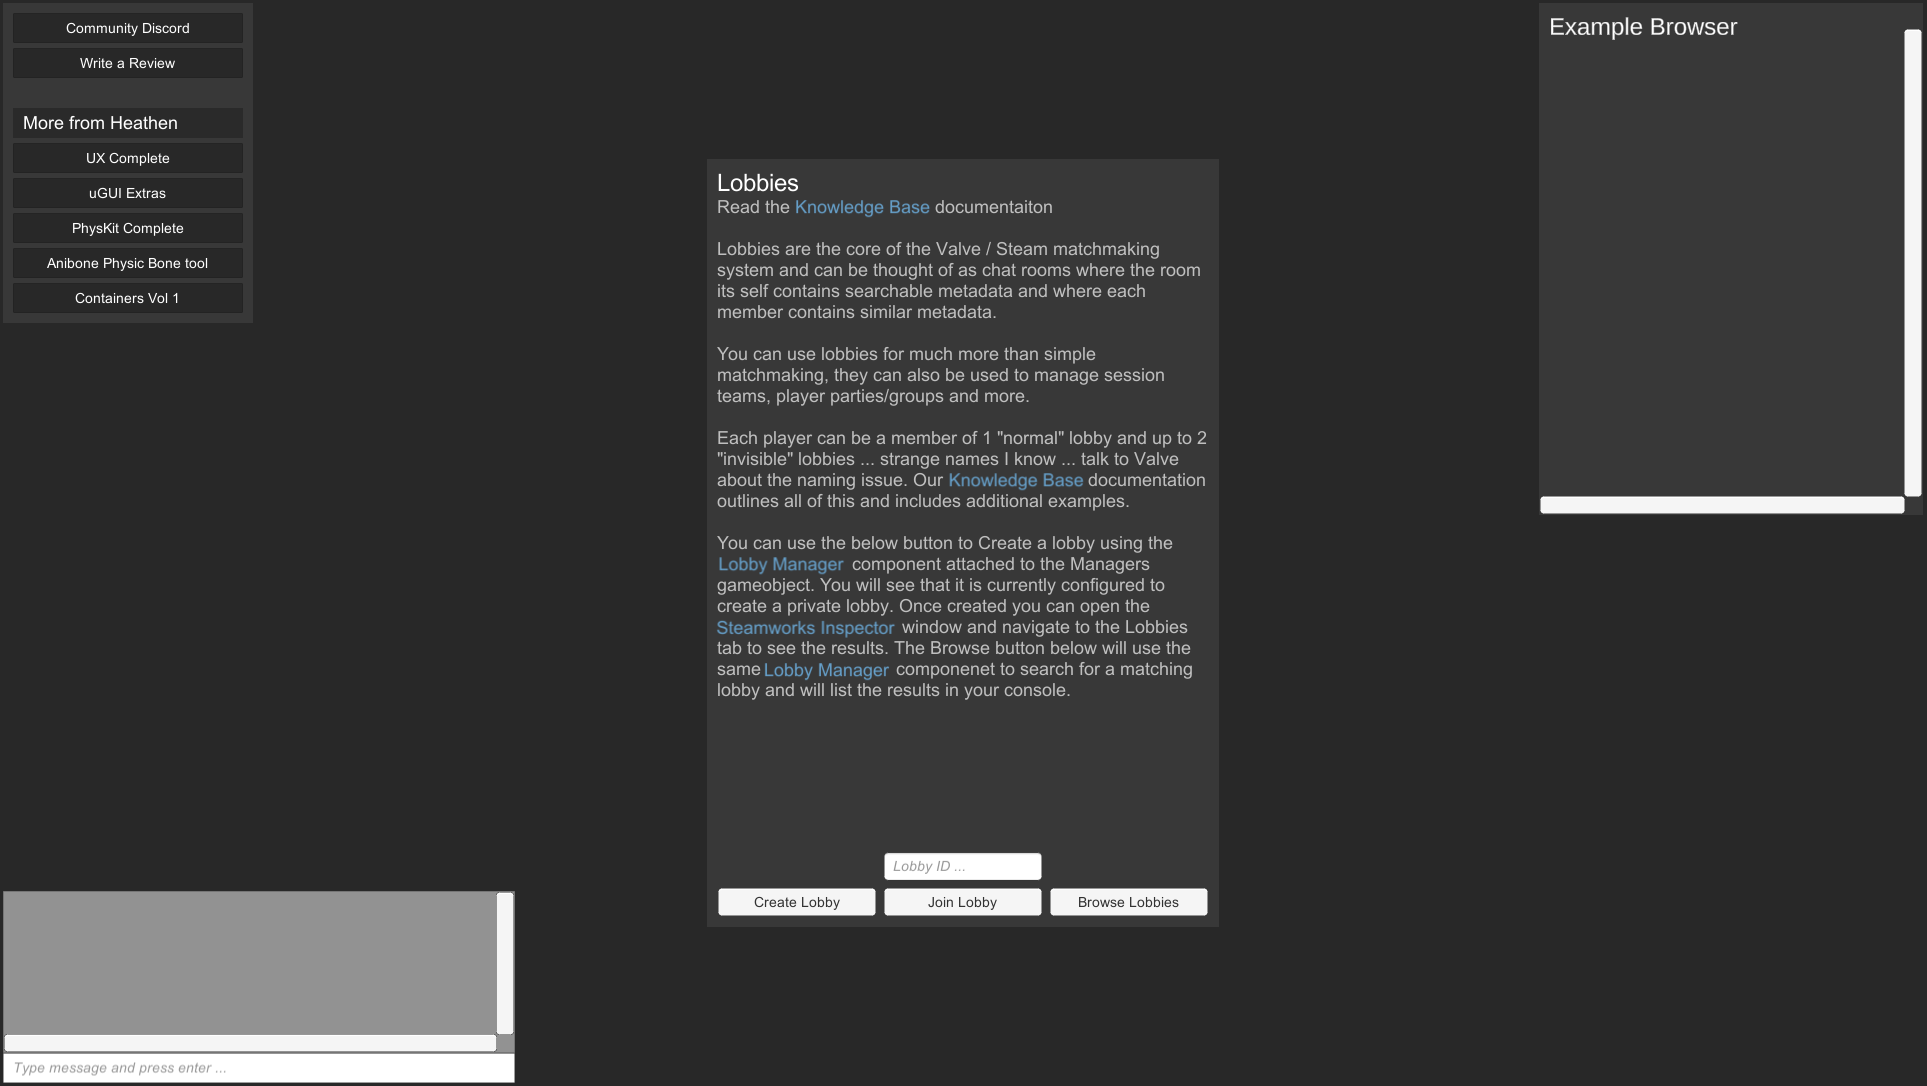 Community Discord
Write a Review
More from Heathen
UX Complete
uGUI Extras
PhysKit Complete
Anibone Physic Bone tool
Containers Vol 1
Lobbies
Read the Knowledge Base documentaiton
Lobbies are the core of the Valve / Steam matchmaking
system and can be thought of as chat rooms where the room
its self contains searchable metadata and where each
member contains similar metadata.
You can use lobbies for much more than simple
matchmaking, they can also be used to manage session
teams, player parties/groups and more.
Each player can be a member of 1 "normal" lobby and up to 2
"invisible" lobbies ... strange names I know ... talk to Valve
about the naming issue. Our Knowledge Base documentation
outlines all of this and includes additional examples.
You can use the below button to Create a lobby using the
Lobby Manager component attached to the Managers
gameobject. You will see that it is currently configured to
create a private lobby. Once created you can open the
Steamworks Inspector window and navigate to the Lobbies
tab to see the results. The Browse button below will use the
same Lobby Manager componenet to search for a matching
lobby and will list the results in your console.
Lobby ID ...
Create Lobby
Join Lobby
Browse Lobbies
Example Browser
Type message and press enter ...